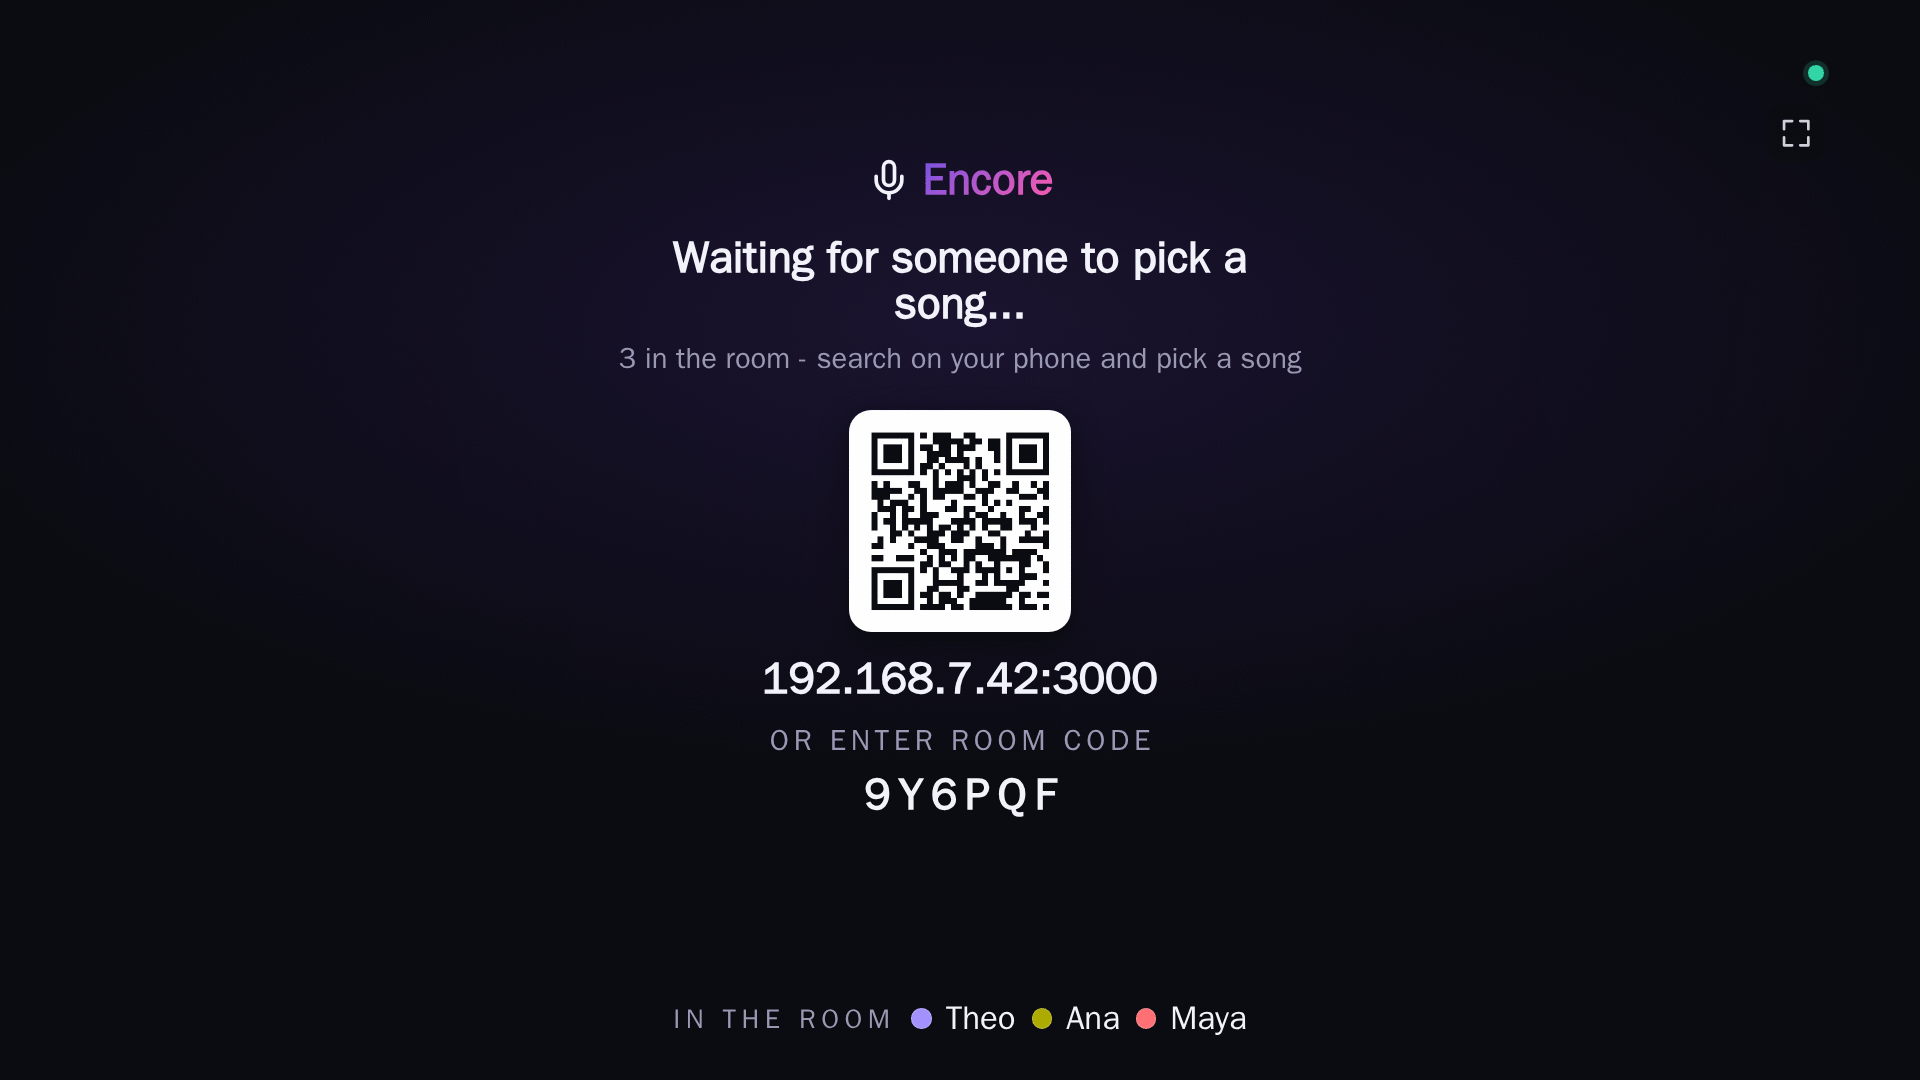 Encore
Waiting for someone to pick a
song...
3 in the room - search on your phone and pick a song
192.168.7.42:3000
OR ENTER ROOM CODE
9Y6PQF
IN THE ROOM Theo Ana Maya